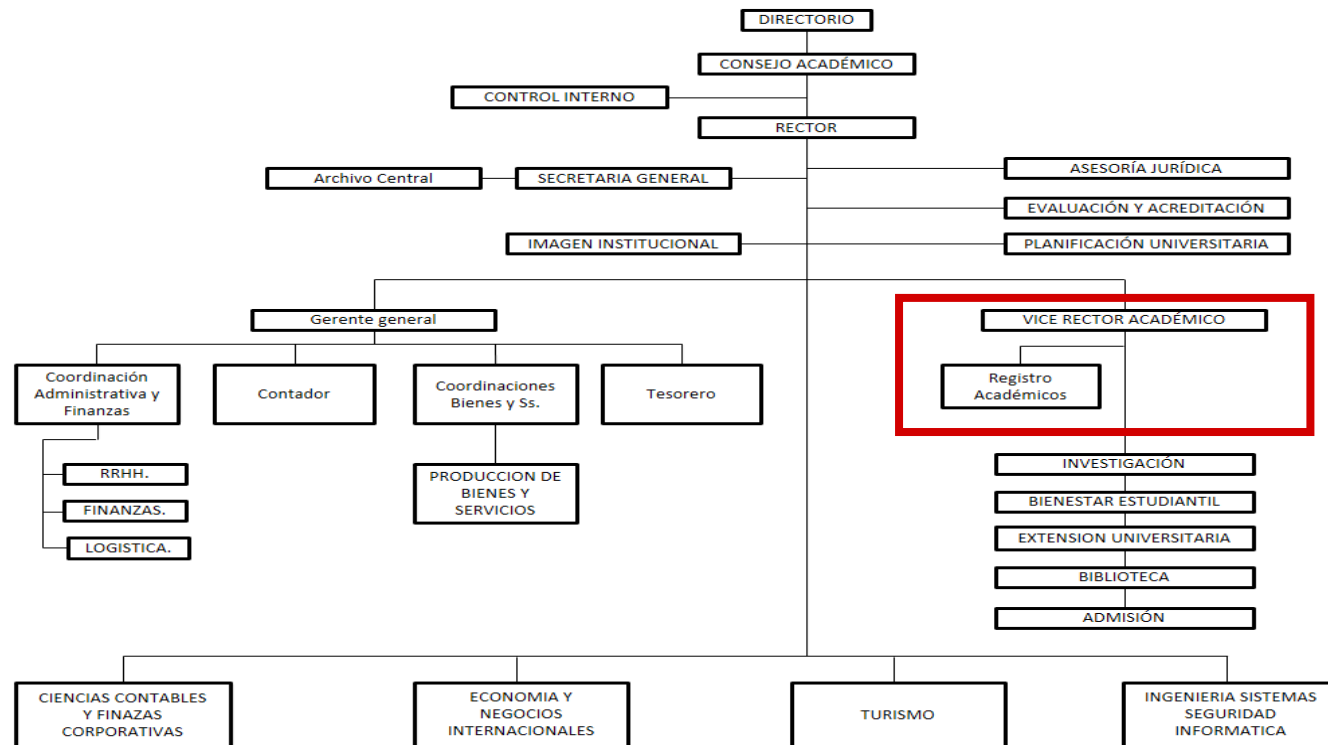 DIRECTORIO
CONSEJO ACADÉMICO
CONTROL INTERNO
RECTOR
Archivo Central
SECRETARIA GENERAL
ASESORÍA JURÍDICA
EVALUACIÓN Y ACREDITACIÓN
IMAGEN INSTITUCIONAL
PLANIFICACIÓN UNIVERSITARIA
Gerente general
VICE RECTOR ACADÉMICO
Coordinación
Administrativa y
Finanzas
Contador
Coordinaciones
Bienes y Ss.
Tesorero
Registro
Académicos
RRHH.
FINANZAS.
LOGISTICA.
PRODUCCION DE
BIENES Y
SERVICIOS
INVESTIGACIÓN
BIENESTAR ESTUDIANTIL
EXTENSION UNIVERSITARIA
BIBLIOTECA
ADMISIÓN
CIENCIAS CONTABLES
Y FINAZAS
CORPORATIVAS
ECONOMIA Y
NEGOCIOS
INTERNACIONALES
TURISMO
INGENIERIA SISTEMAS
SEGURIDAD
INFORMATICA